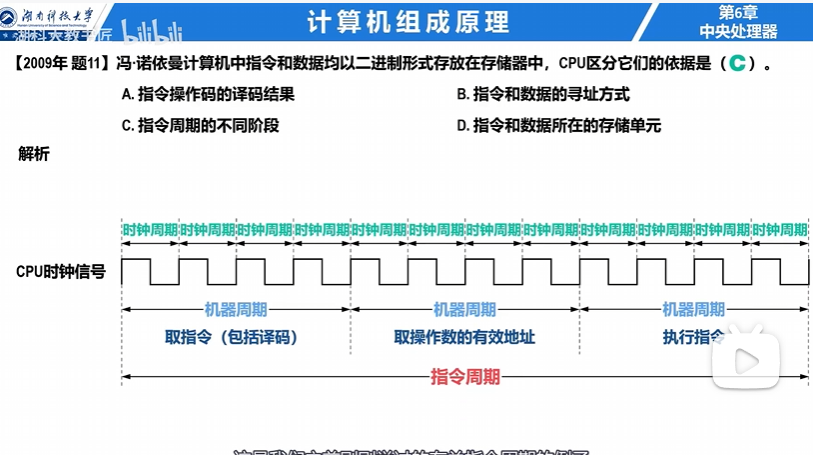 湖南科技大学
Hunan University of Science and Technology
计算机组成原理
第6章
中央处理器
湖科大教书匠 bilibili
【2009年 题11】冯·诺依曼计算机中指令和数据均以二进制形式存放在存储器中，CPU区分它们的依据是（ C ）。
A. 指令操作码的译码结果
B. 指令和数据的寻址方式
C. 指令周期的不同阶段
D. 指令和数据所在的存储单元
解析
时钟周期 时钟周期 时钟周期 时钟周期 时钟周期 时钟周期 时钟周期 时钟周期 时钟周期 时钟周期 时钟周期 时钟周期
CPU时钟信号
机器周期 机器周期 机器周期
取指令（包括译码） 取操作数的有效地址 执行指令
指令周期